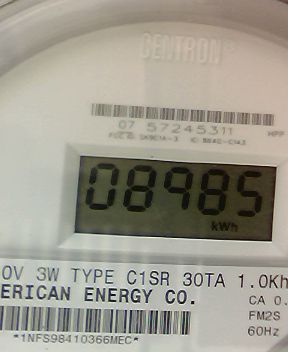 CENTRON®
07 57245311
08985
kWh
0V 3W TYPE C1SR 30TA 1.0Kh
ERICAN ENERGY CO.
CA 0.
FM2S
60Hz
*1NFS98410366MEC*